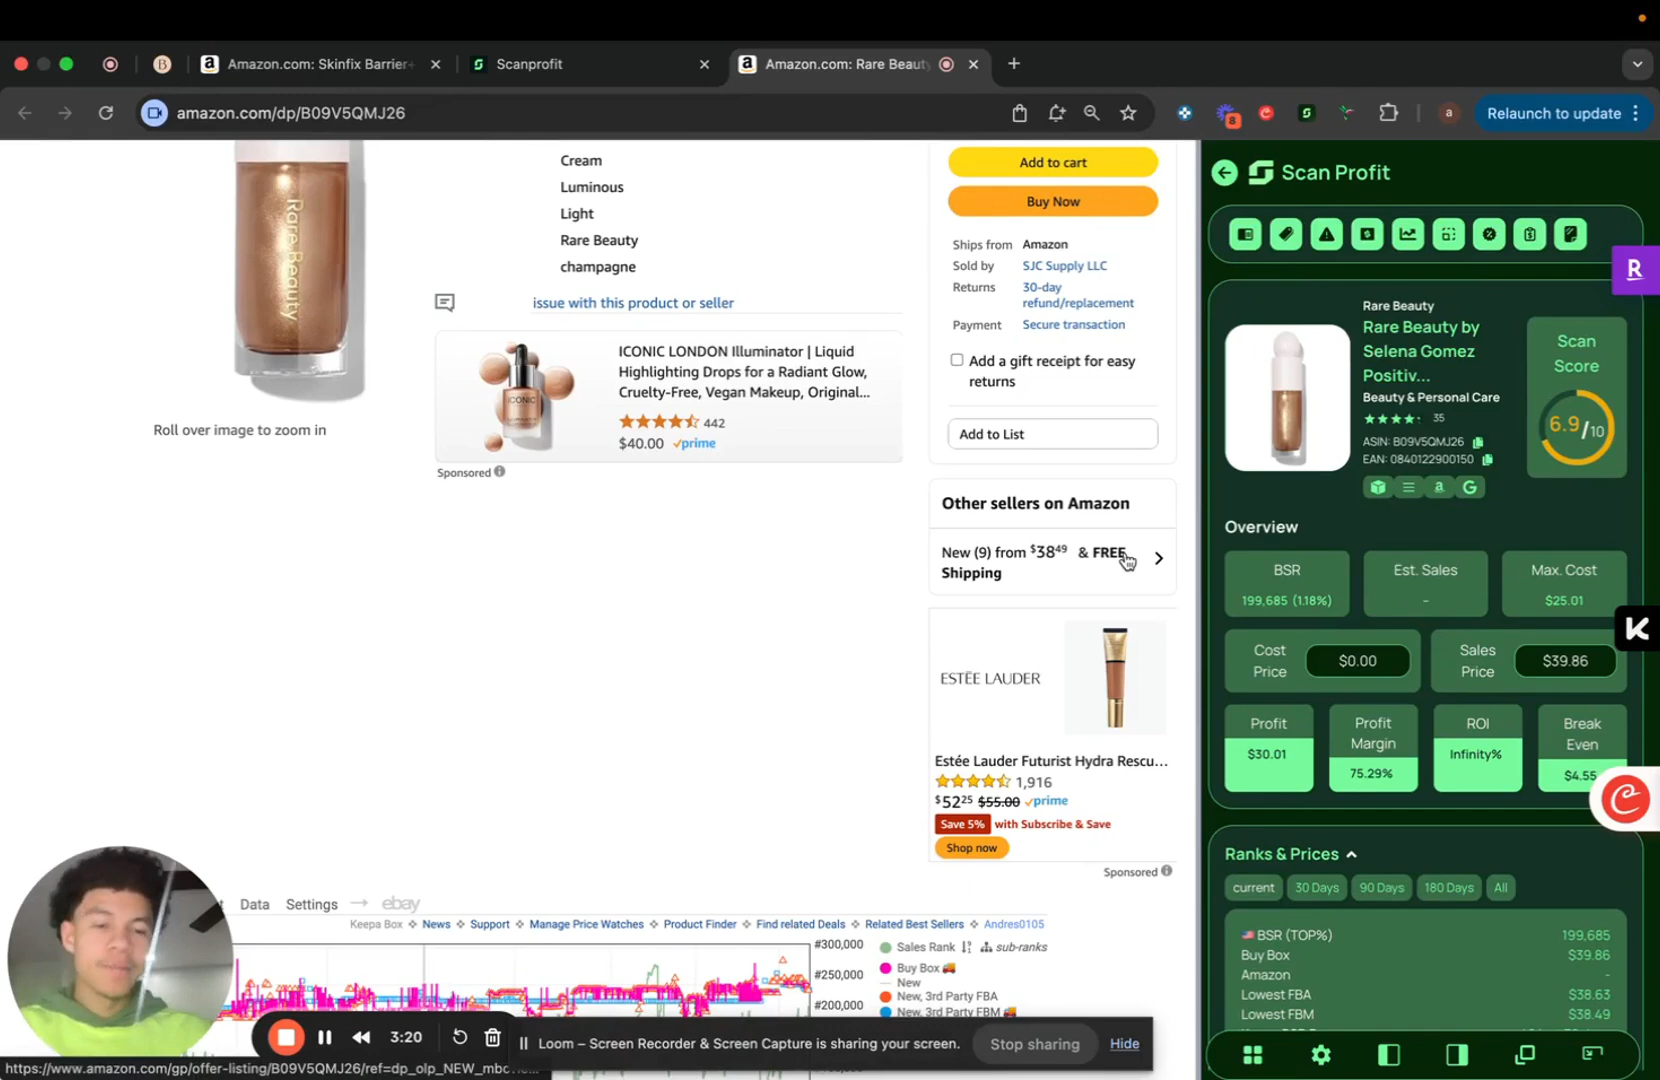 Amazon.com: Skinfix Barrier+
Scanprofit
Amazon.com: Rare Beauty
amazon.com/dp/B09V5QMJ26
8
a
Relaunch to update
Cream
Luminous
Light
Rare Beauty
champagne
issue with this product or seller
Rare Beauty
Roll over image to zoom in
ICONIC LONDON Illuminator | Liquid
Highlighting Drops for a Radiant Glow,
Cruelty-Free, Vegan Makeup, Original...
442
$40.00 prime
Sponsored
ICONIC
Add to cart
Buy Now
Ships from Amazon
Sold by SJC Supply LLC
Returns 30-day
refund/replacement
Payment Secure transaction
Add a gift receipt for easy
returns
Add to List
Other sellers on Amazon
New (9) from $3849 & FREE
Shipping
ESTĒE LAUDER
Estée Lauder Futurist Hydra Rescu...
1,916
$5225 $55.00 prime
Save 5% with Subscribe & Save
Shop now
Sponsored
Data Settings ebay
Keepa Box News Support Manage Price Watches Product Finder Find related Deals Related Best Sellers Andres0105
#300,000
#250,000
#200,000
Sales Rank sub-ranks
Buy Box
New
New, 3rd Party FBA
New, 3rd Party FBM
3:20
Loom – Screen Recorder & Screen Capture is sharing your screen.
Stop sharing
Hide
https://www.amazon.com/gp/offer-listing/B09V5QMJ26/ref=dp_olp_NEW_mbc...
Scan Profit
R
Rare Beauty
Rare Beauty by
Selena Gomez
Positiv...
Beauty & Personal Care
35
ASIN: B09V5QMJ26
EAN: 0840122900150
Scan
Score
6.9/10
Overview
BSR
199,685 (1.18%)
Est. Sales
-
Max. Cost
$25.01
K
Cost
Price
$0.00
Sales
Price
$39.86
Profit
$30.01
Profit
Margin
75.29%
ROI
Infinity%
Break
Even
$4.55
Ranks & Prices
current 30 Days 90 Days 180 Days All
BSR (TOP%) 199,685
Buy Box $39.86
Amazon -
Lowest FBA $38.63
Lowest FBM $38.49